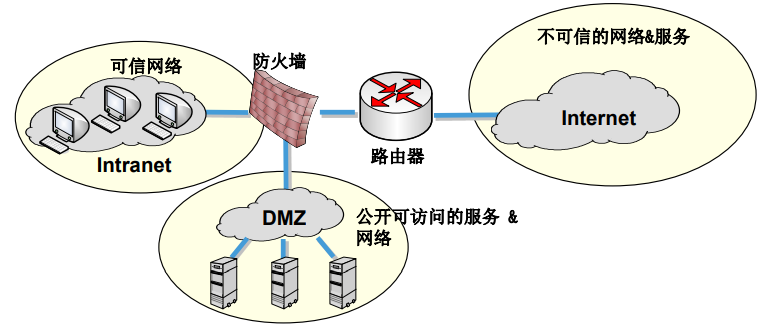 不可信的网络&服务
可信网络
防火墙
Internet
Intranet
路由器
DMZ
公开可访问的服务 &
网络